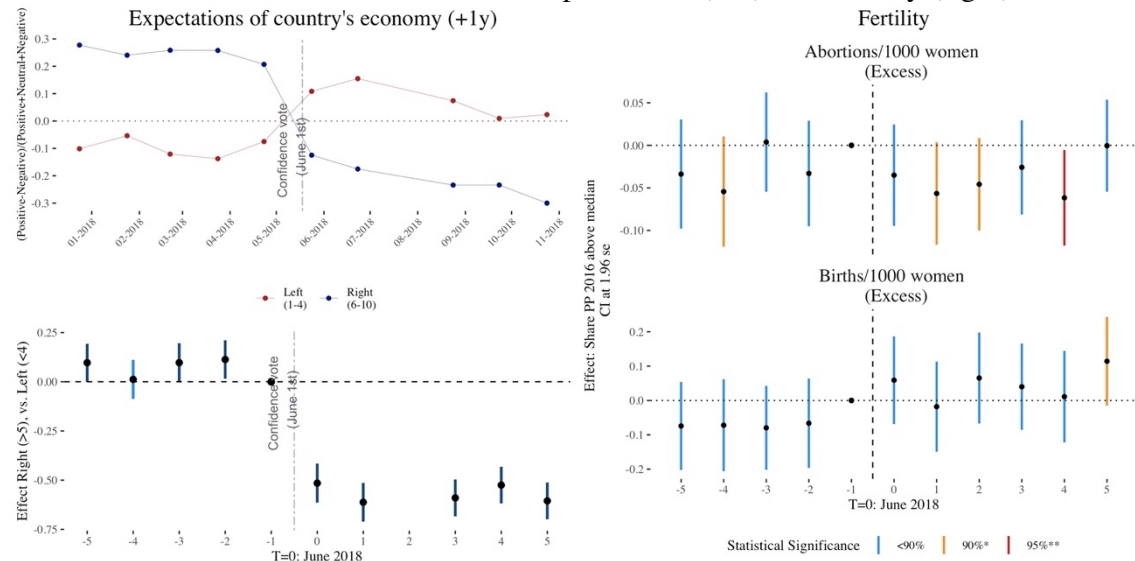 Expectations of country's economy (+1y)
(Positive-Negative)/(Positive+Neutral+Negative)
0.3
0.2
0.1
0.0
-0.1
-0.2
-0.3
Confidence vote
(June 1st)
01-2018
02-2018
03-2018
04-2018
05-2018
06-2018
07-2018
08-2018
09-2018
10-2018
11-2018
Left
(1-4)
Right
(6-10)
Effect Right (>5), vs. Left (<4)
0.25
0.00
-0.25
-0.50
-0.75
Confidence vote
(June 1st)
-5 -4 -3 -2 -1 0 1 2 3 4 5
T=0: June 2018
Fertility
Abortions/1000 women
(Excess)
0.05
0.00
-0.05
-0.10
Effect: Share PP 2016 above median
CI at 1.96 se
Births/1000 women
(Excess)
0.2
0.1
0.0
-0.1
-0.2
-5 -4 -3 -2 -1 0 1 2 3 4 5
T=0: June 2018
Statistical Significance <90% 90%* 95%**